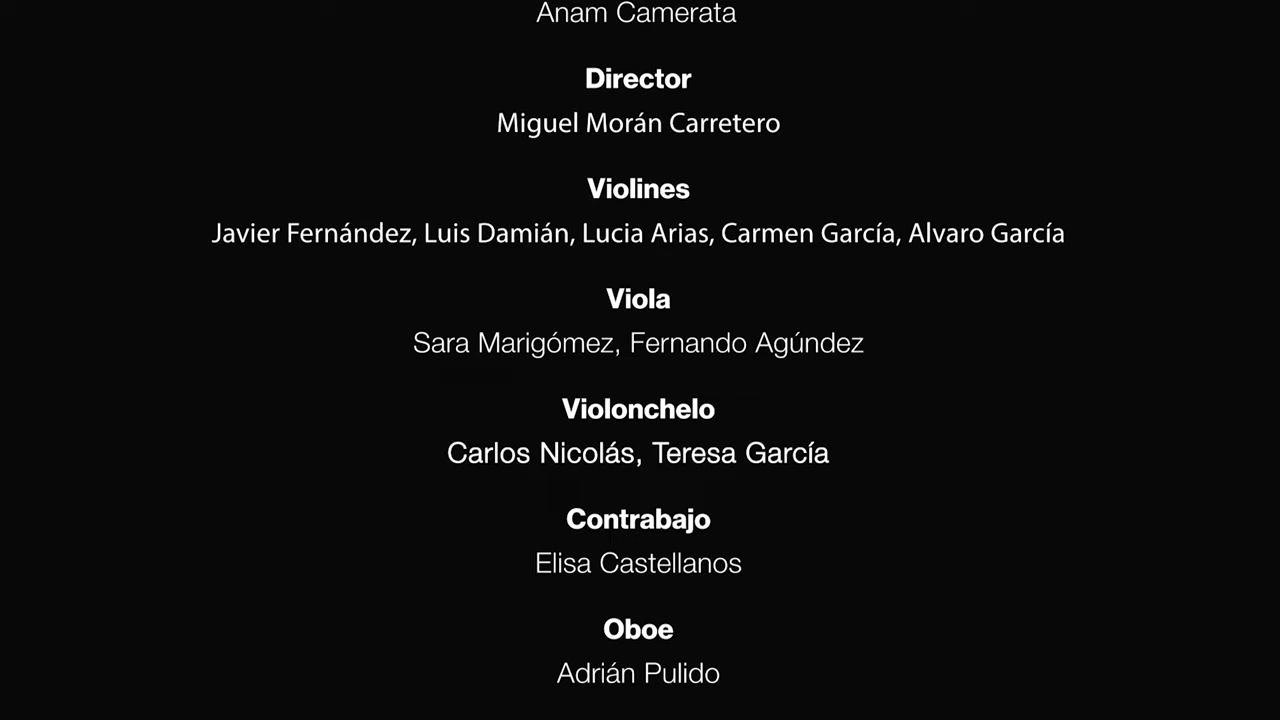 Anam Camerata
Director
Miguel Morán Carretero
Violines
Javier Fernández, Luis Damián, Lucia Arias, Carmen García, Alvaro García
Viola
Sara Marigómez, Fernando Agúndez
Violonchelo
Carlos Nicolás, Teresa García
Contrabajo
Elisa Castellanos
Oboe
Adrián Pulido